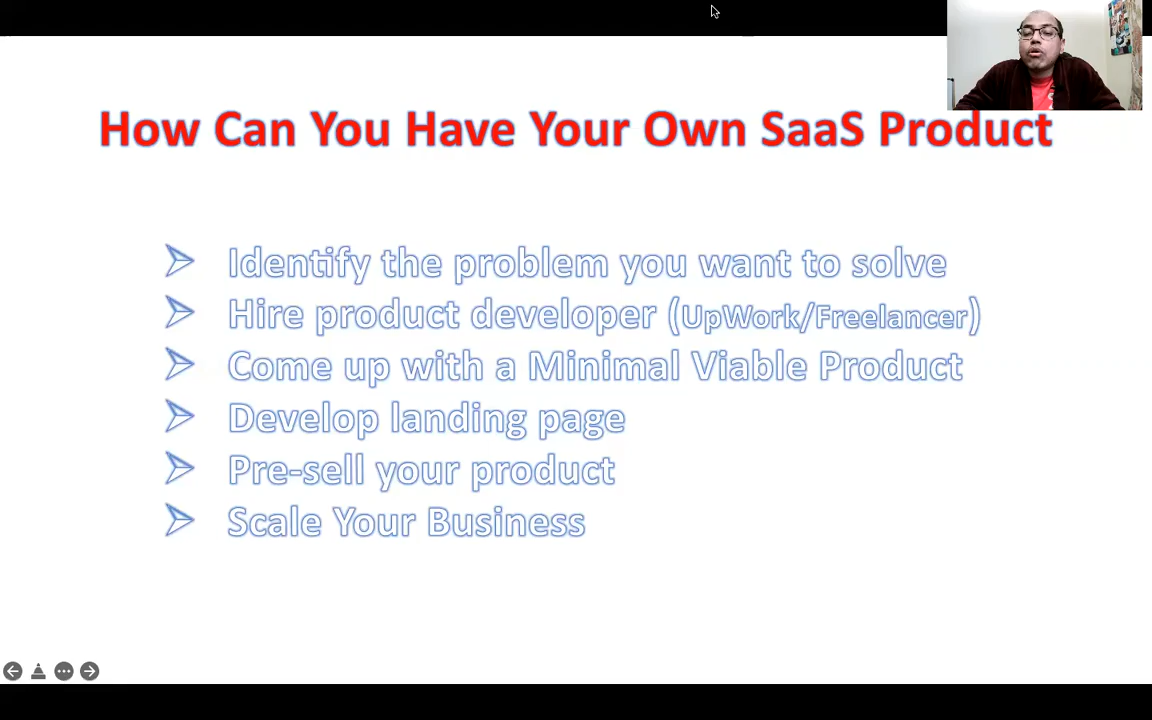 How Can You Have Your Own SaaS Product
Identify the problem you want to solve
Hire product developer (UpWork/Freelancer)
Come up with a Minimal Viable Product
Develop landing page
Pre-sell your product
Scale Your Business